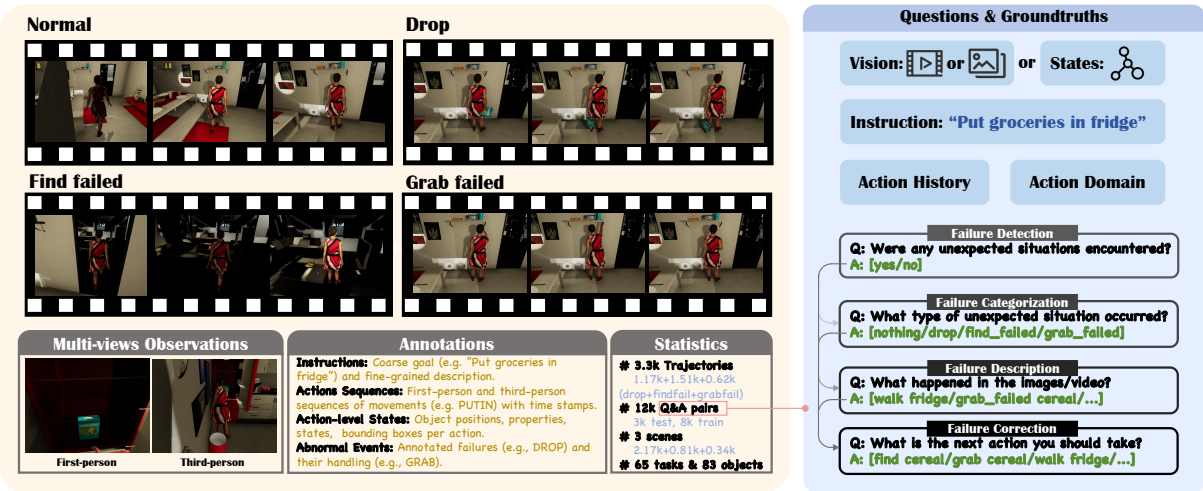 Normal
Drop
Find failed
Grab failed
Multi-views Observations
First-person
Third-person
Annotations
Instructions: Coarse goal (e.g. "Put groceries in
fridge") and fine-grained description.
Actions Sequences: First-person and third-person
sequences of movements (e.g. PUTIN) with time stamps.
Action-level States: Object positions, properties,
states, bounding boxes per action.
Abnormal Events: Annotated failures (e.g., DROP) and
their handling (e.g., GRAB).
Statistics
# 3.3k Trajectories
1.17k+1.51k+0.62k
(drop+findfail+grabfail)
# 12k Q&A pairs
3k test, 8k train
# 3 scenes
2.17k+0.81k+0.34k
# 65 tasks & 83 objects
Questions & Groundtruths
Vision: or or States:
Instruction: "Put groceries in fridge"
Action History
Action Domain
Failure Detection
Q: Were any unexpected situations encountered?
A: [yes/no]
Failure Categorization
Q: What type of unexpected situation occurred?
A: [nothing/drop/find_failed/grab_failed]
Failure Description
Q: What happened in the images/video?
A: [walk fridge/grab_failed cereal/...]
Failure Correction
Q: What is the next action you should take?
A: [find cereal/grab cereal/walk fridge/...]